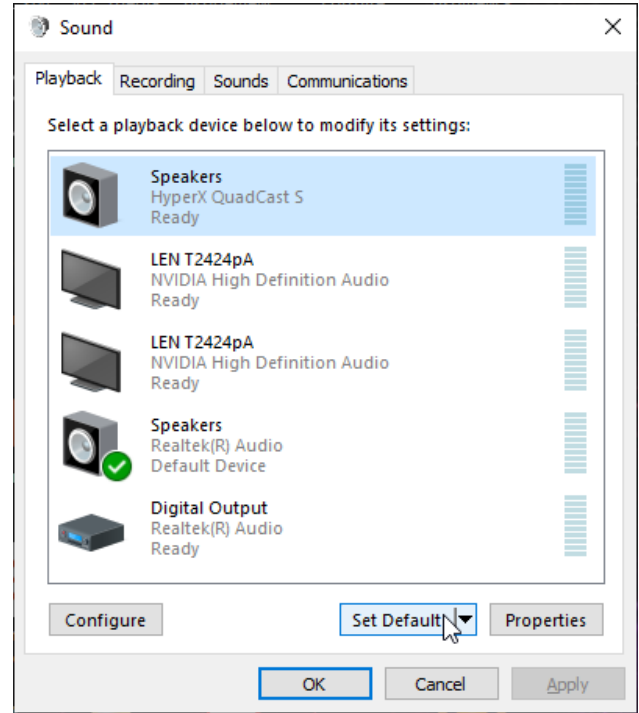 Sound
Playback Recording Sounds Communications
Select a playback device below to modify its settings:
Speakers
HyperX QuadCast S
Ready
LEN T2424pA
NVIDIA High Definition Audio
Ready
LEN T2424pA
NVIDIA High Definition Audio
Ready
Speakers
Realtek(R) Audio
Default Device
Digital Output
Realtek(R) Audio
Ready
Configure Set Default Properties
OK Cancel Apply